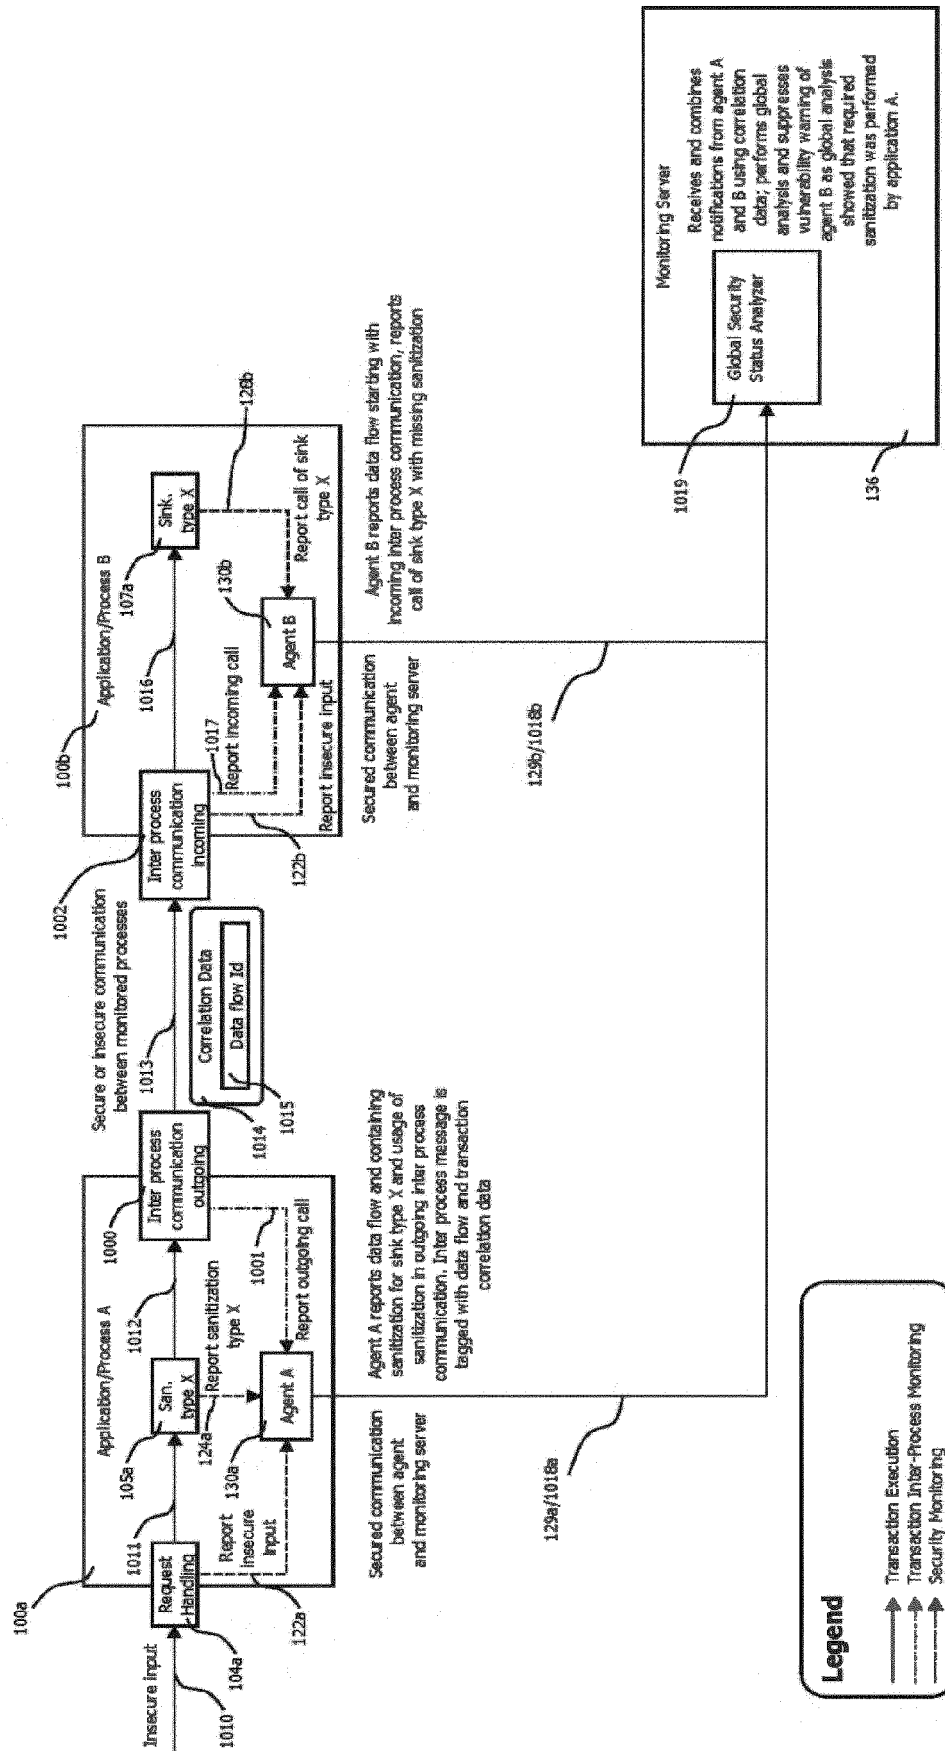 Insecure input
1010
100a
Application/Process A
Request
Handling
104a
1011
San.
type X
105a
1012
Inter process
communication
outgoing
1000
Report
insecure
input
122a
124a
Report sanitization
type X
Agent A
130a
1001
Report outgoing call
Secure or insecure communication
between monitored processes
1013
Correlation Data
Data flow Id
1014
1015
1002
Inter process
communication
incoming
100b
Application/Process B
1016
Sink.
type X
107a
1017
Report incoming call
122b
Report insecure input
Agent B
130b
Report call of sink
type X
128b
Secured communication
between agent
and monitoring server
Agent A reports data flow and containing
sanitization for sink type X and usage of
sanitization in outgoing inter process
communication. Inter process message is
tagged with data flow and transaction
correlation data
129a/1018a
Secured communication
between agent
and monitoring server
Agent B reports data flow starting with
incoming inter process communication, reports
call of sink type X with missing sanitization
129b/1018b
Monitoring Server
Global Security
Status Analyzer
1019
136
Receives and combines
notifications from agent A
and B using correlation
data; performs global
analysis and suppresses
vulnerability warning of
agent B as global analysis
showed that required
sanitization was performed
by application A.
Legend
Transaction Execution
Transaction Inter-Process Monitoring
Security Monitoring